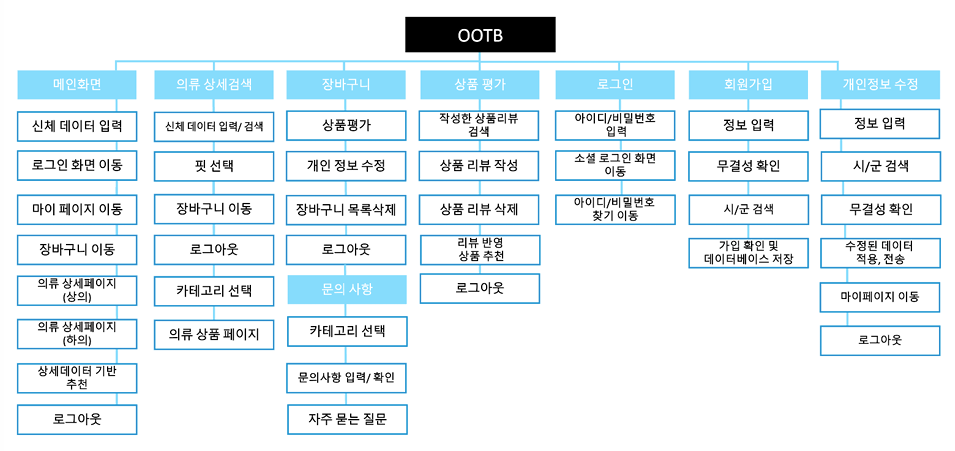 OOTB
메인화면
신체 데이터 입력
로그인 화면 이동
마이 페이지 이동
장바구니 이동
의류 상세페이지
(상의)
의류 상세페이지
(하의)
상세데이터 기반
추천
로그아웃
의류 상세검색
신체 데이터 입력/ 검색
핏 선택
장바구니 이동
로그아웃
카테고리 선택
의류 상품 페이지
장바구니
상품평가
개인 정보 수정
장바구니 목록삭제
로그아웃
문의 사항
카테고리 선택
문의사항 입력/ 확인
자주 묻는 질문
상품 평가
작성한 상품리뷰
검색
상품 리뷰 작성
상품 리뷰 삭제
리뷰 반영
상품 추천
로그아웃
로그인
아이디/비밀번호
입력
소셜 로그인 화면
이동
아이디/비밀번호
찾기 이동
회원가입
정보 입력
무결성 확인
시/군 검색
가입 확인 및
데이터베이스 저장
개인정보 수정
정보 입력
시/군 검색
무결성 확인
수정된 데이터
적용, 전송
마이페이지 이동
로그아웃